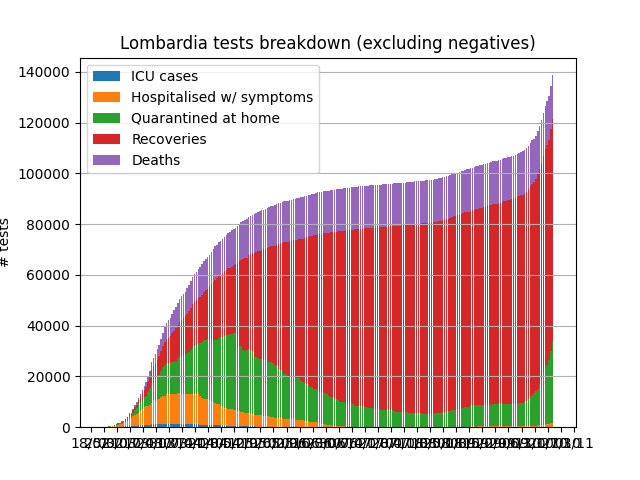 Lombardia tests breakdown (excluding negatives)
140000
120000
100000
80000
60000
40000
20000
0
# tests
ICU cases
Hospitalised w/ symptoms
Quarantined at home
Recoveries
Deaths